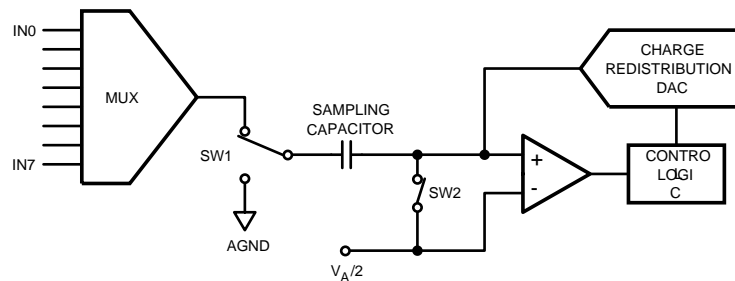 IN0
MUX
IN7
SW1
AGND
SAMPLING
CAPACITOR
SW2
V_A/2
+
-
CHARGE
REDISTRIBUTION
DAC
CONTRO
L
LOGI
C